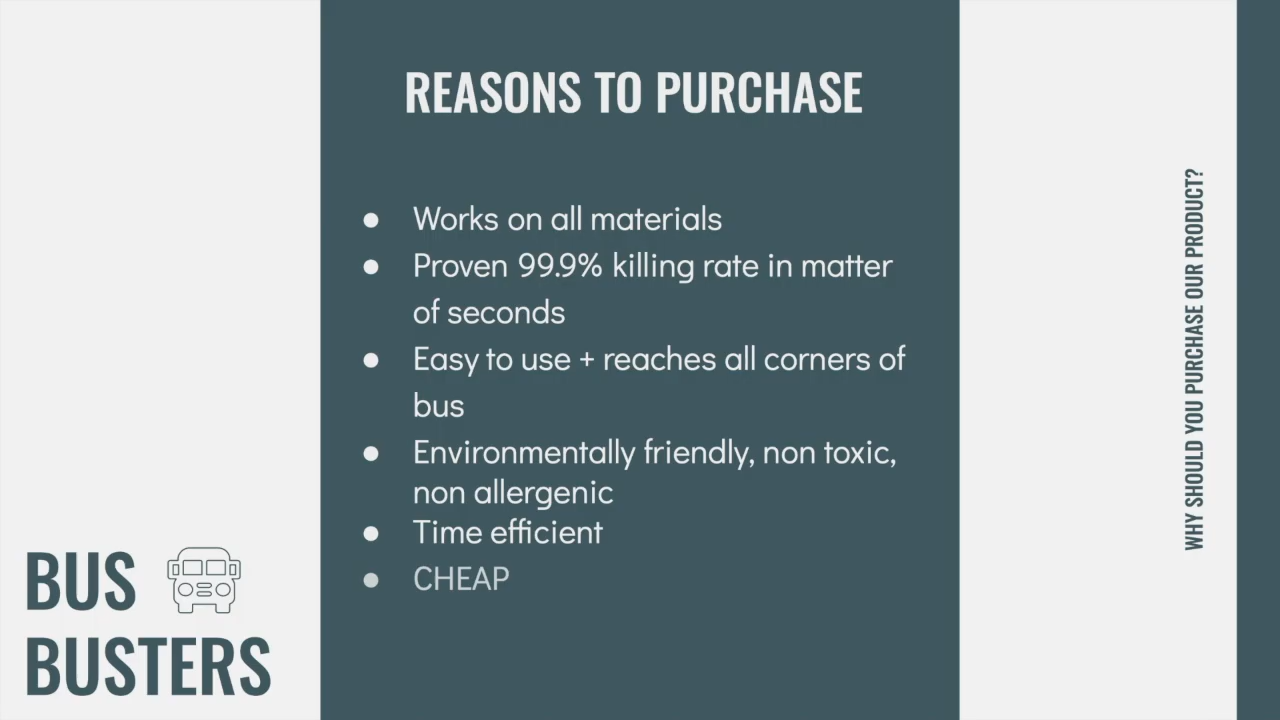 REASONS TO PURCHASE
● Works on all materials
● Proven 99.9% killing rate in matter
of seconds
● Easy to use + reaches all corners of
bus
● Environmentally friendly, non toxic,
non allergenic
● Time efficient
● CHEAP
BUS
BUSTERS
WHY SHOULD YOU PURCHASE OUR PRODUCT?